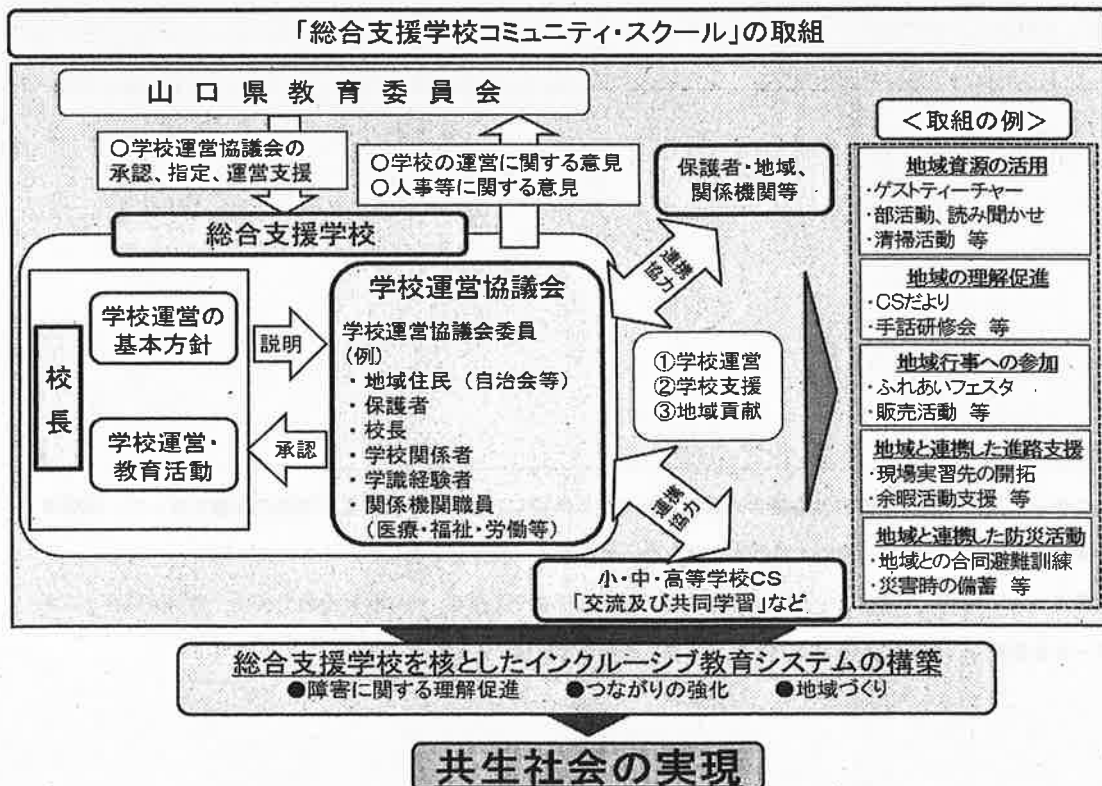 「総合支援学校コミュニティ・スクール」の取組
山口県教育委員会
○学校運営協議会の
承認、指定、運営支援
○学校の運営に関する意見
○人事等に関する意見
保護者・地域、
関係機関等
総合支援学校
校長
学校運営の
基本方針
説明
学校運営・
教育活動
承認
学校運営協議会
学校運営協議会委員
(例)
・地域住民(自治会等)
・保護者
・校長
・学校関係者
・学識経験者
・関係機関職員
(医療・福祉・労働等)
連携
協力
①学校運営
②学校支援
③地域貢献
連携
協力
小・中・高等学校CS
「交流及び共同学習」など
<取組の例>
地域資源の活用
・ゲストティーチャー
・部活動、読み聞かせ
・清掃活動 等
地域の理解促進
・CSだより
・手話研修会 等
地域行事への参加
・ふれあいフェスタ
・販売活動 等
地域と連携した進路支援
・現場実習先の開拓
・余暇活動支援 等
地域と連携した防災活動
・地域との合同避難訓練
・災害時の備蓄 等
総合支援学校を核としたインクルーシブ教育システムの構築
●障害に関する理解促進 ●つながりの強化 ●地域づくり
共生社会の実現